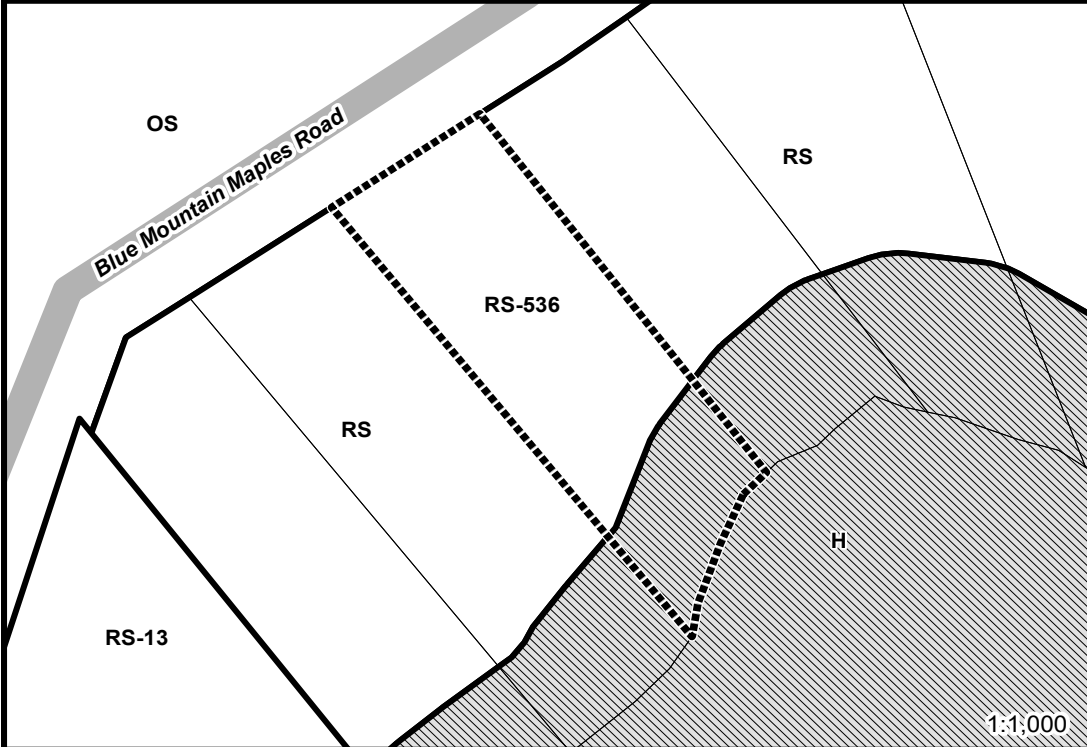 OS
Blue Mountain Maples Road
RS
RS-536
RS
H
RS-13
1:1,000